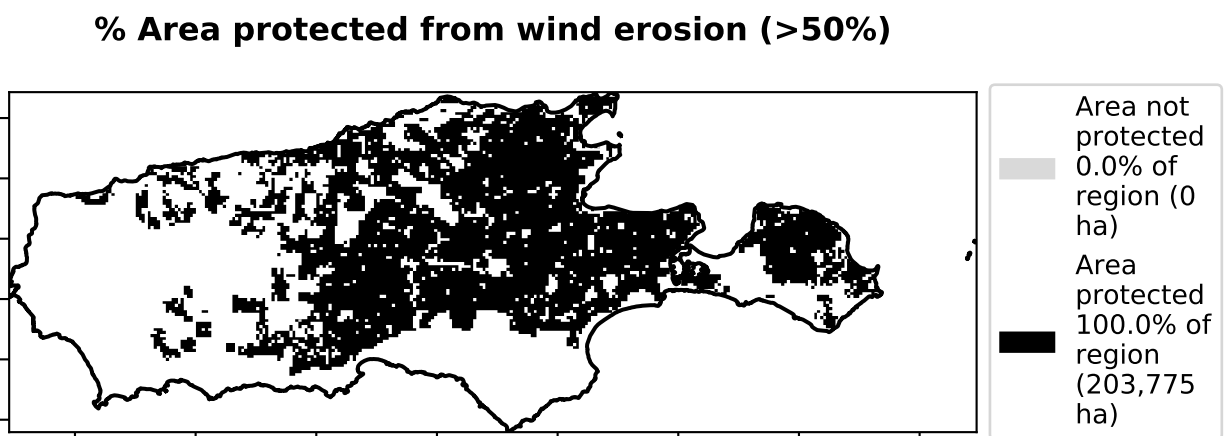 % Area protected from wind erosion (>50%)
Area not
protected
0.0% of
region (0
ha)
Area
protected
100.0% of
region
(203,775
ha)